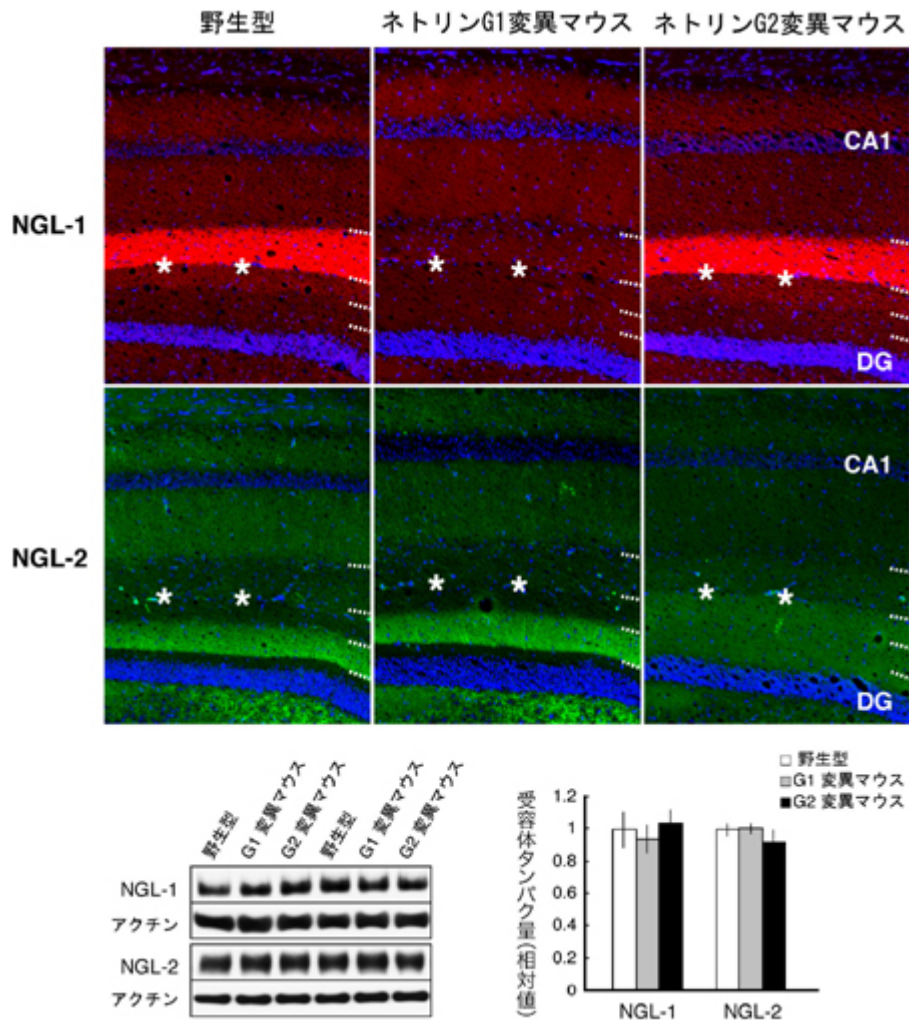 野生型
ネトリンG1変異マウス
ネトリンG2変異マウス
NGL-1
CA1
* *
* *
* *
DG
NGL-2
CA1
* *
* *
* *
DG
野生型
G1 変異マウス
G2 変異マウス
野生型
G1 変異マウス
G2 変異マウス
NGL-1
アクチン
NGL-2
アクチン
受容体タンパク量(相対値)
1.2
1
0.8
0.6
0.4
0.2
0
NGL-1
NGL-2
野生型
G1 変異マウス
G2 変異マウス